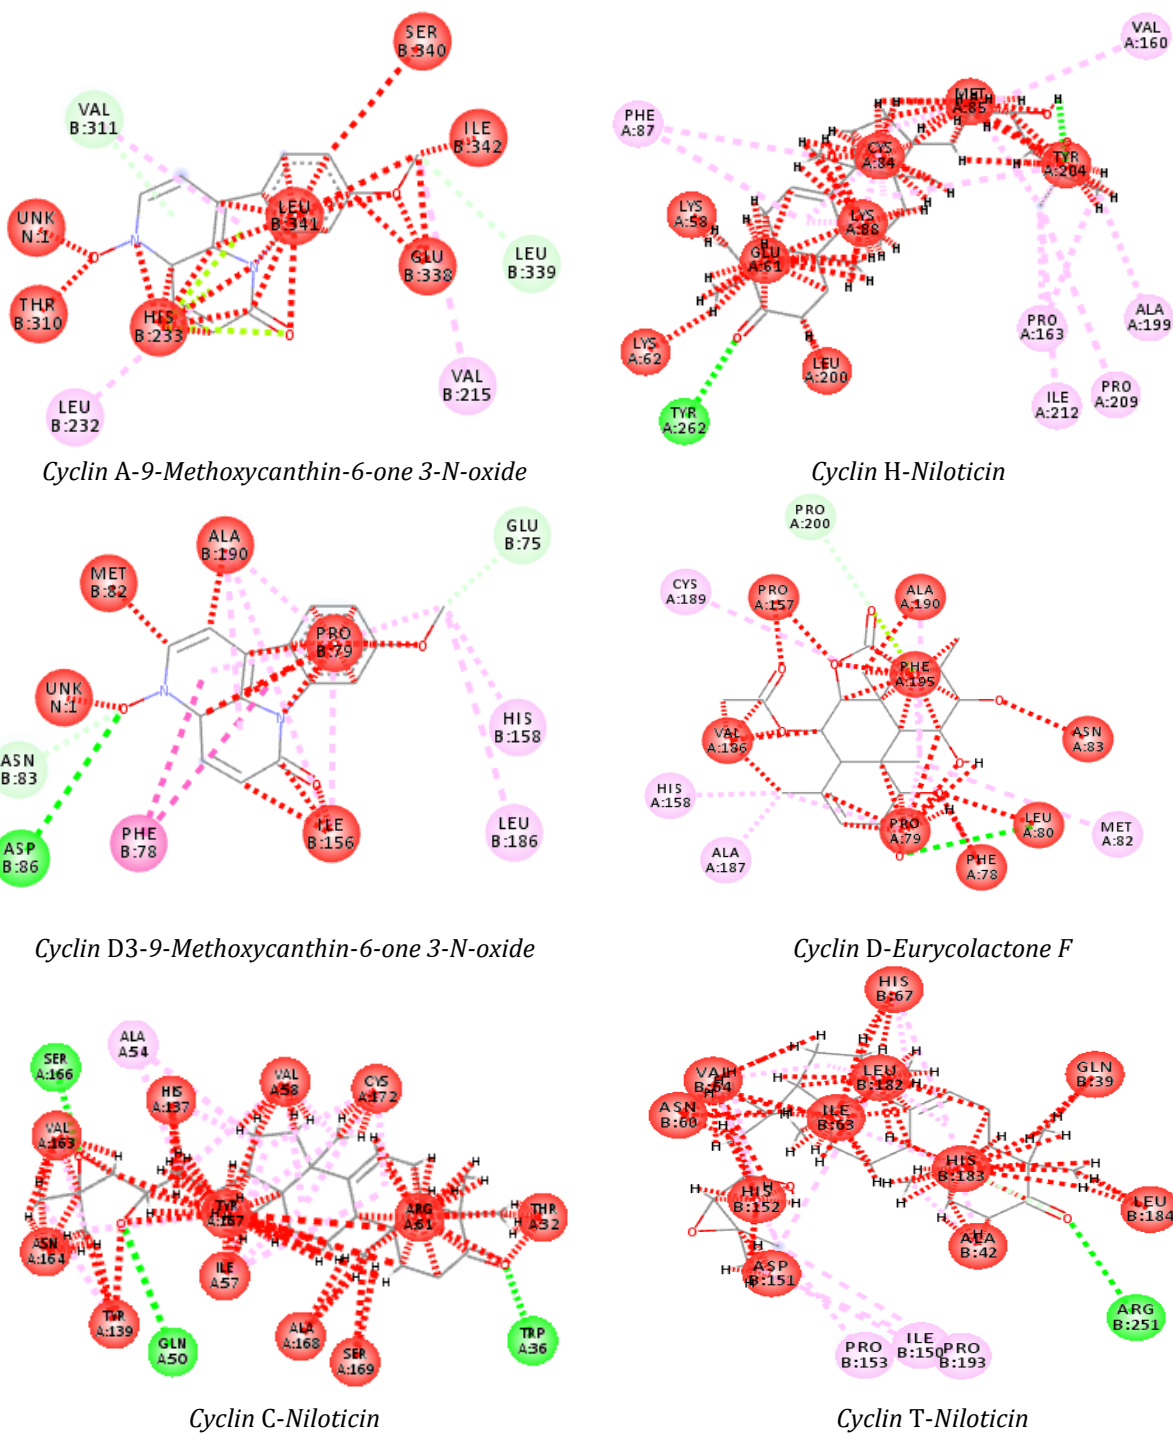 SER
B:340
VAL
B:311
ILE
B:342
UNK
N:1
LEU
B:341
GLU
B:338
LEU
B:339
THR
B:310
HIS
B:233
VAL
B:215
LEU
B:232
N
N
O
O
O
Cyclin A-9-Methoxycanthin-6-one 3-N-oxide
VAL
A:160
MET
A:85
PHE
A:87
CYS
A:84
TYR
A:204
LYS
A:58
LYS
A:88
GLU
A:61
LYS
A:62
LEU
A:200
PRO
A:163
ALA
A:199
TYR
A:262
ILE
A:212
PRO
A:209
Cyclin H-Niloticin
GLU
B:75
ALA
B:190
MET
B:82
PRO
B:79
UNK
N:1
HIS
B:158
ASN
B:83
PHE
B:78
ILE
B:156
LEU
B:186
ASP
B:86
Cyclin D3-9-Methoxycanthin-6-one 3-N-oxide
PRO
A:200
CYS
A:189
PRO
A:157
ALA
A:190
PHE
A:195
VAL
A:186
ASN
A:83
HIS
A:158
PRO
A:79
LEU
A:80
MET
A:82
ALA
A:187
PHE
A:78
Cyclin D-Eurycolactone F
ALA
A:54
SER
A:166
HIS
A:137
VAL
A:58
CYS
A:172
VAL
A:163
TYR
A:167
ARG
A:61
THR
A:32
ASN
A:164
ILE
A:57
TYR
A:139
ALA
A:168
GLN
A:50
SER
A:169
TRP
A:36
Cyclin C-Niloticin
HIS
B:67
VAL
B:64
LEU
B:182
GLN
B:39
ASN
B:60
ILE
B:63
HIS
B:183
HIS
B:152
LEU
B:184
ALA
B:42
ASP
B:151
ARG
B:251
PRO
B:153
ILE
B:150
PRO
B:193
Cyclin T-Niloticin